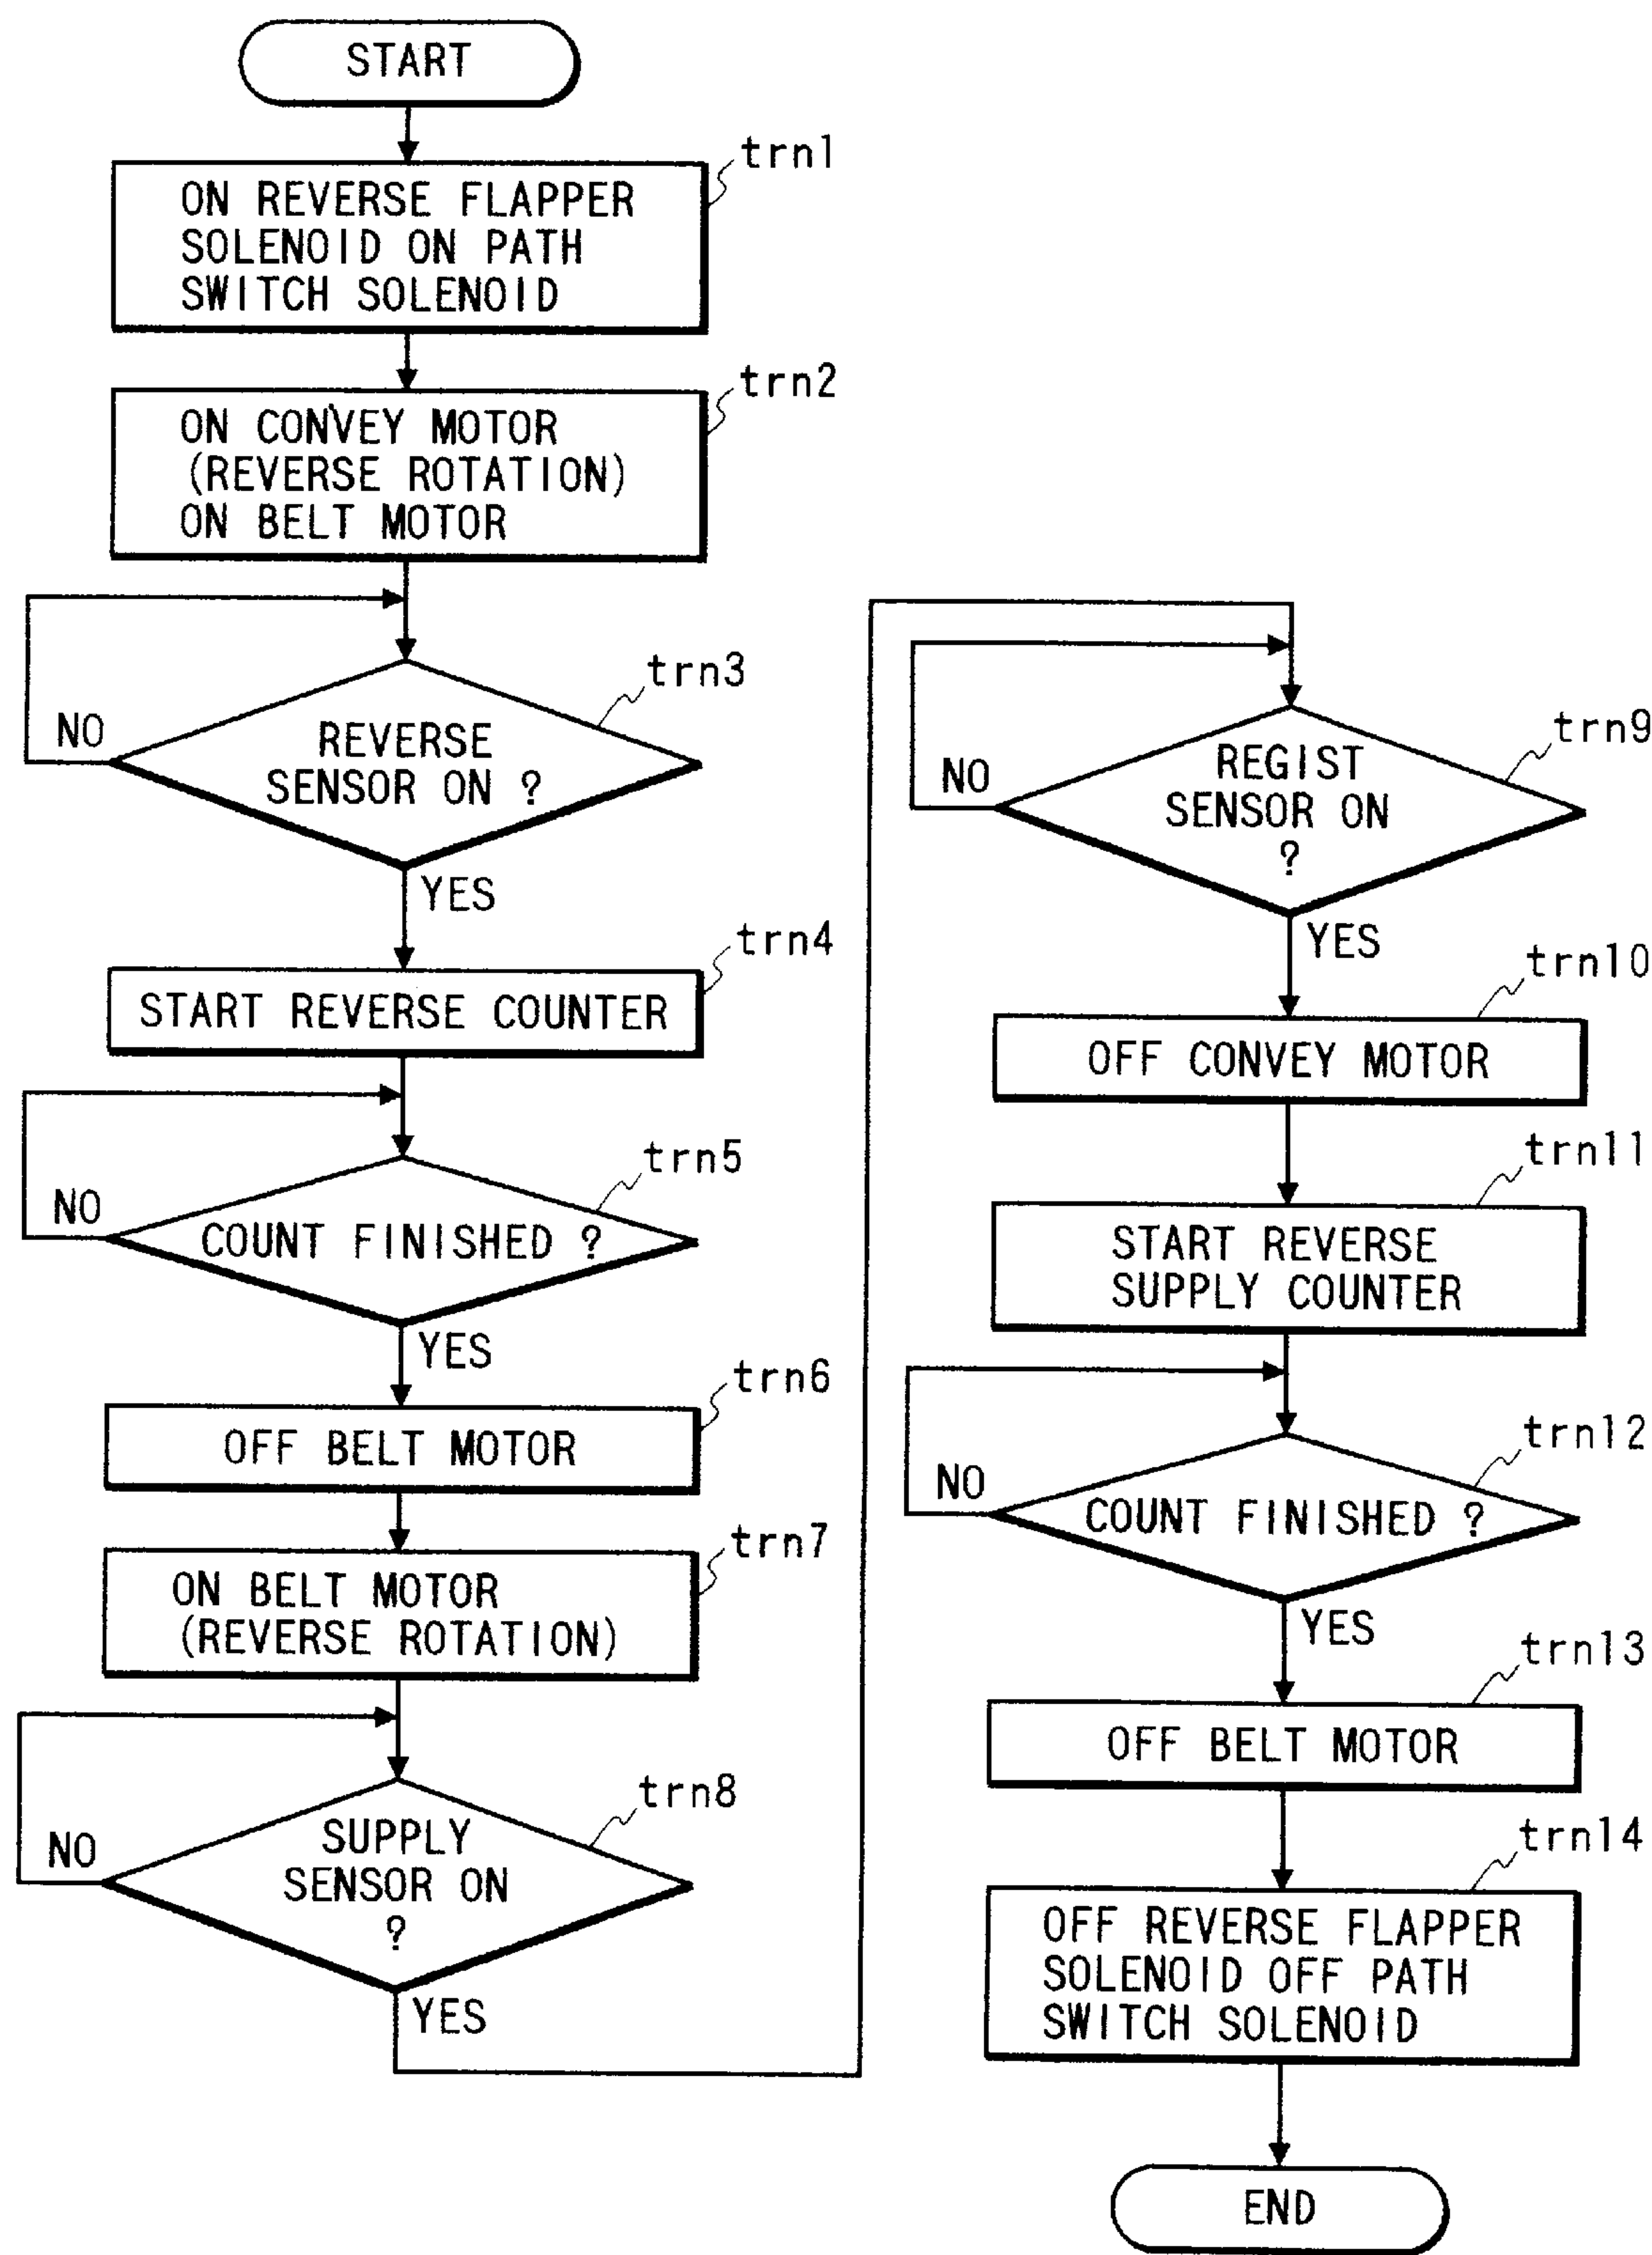 START
trn1
ON REVERSE FLAPPER
SOLENOID ON PATH
SWITCH SOLENOID
trn2
ON CONVEY MOTOR
(REVERSE ROTATION)
ON BELT MOTOR
trn3
NO
REVERSE
SENSOR ON ?
YES
trn4
START REVERSE COUNTER
trn5
NO
COUNT FINISHED ?
YES
trn6
OFF BELT MOTOR
trn7
ON BELT MOTOR
(REVERSE ROTATION)
trn8
NO
SUPPLY
SENSOR ON
?
YES
trn9
NO
REGIST
SENSOR ON
?
YES
trn10
OFF CONVEY MOTOR
trn11
START REVERSE
SUPPLY COUNTER
trn12
NO
COUNT FINISHED ?
YES
trn13
OFF BELT MOTOR
trn14
OFF REVERSE FLAPPER
SOLENOID OFF PATH
SWITCH SOLENOID
END